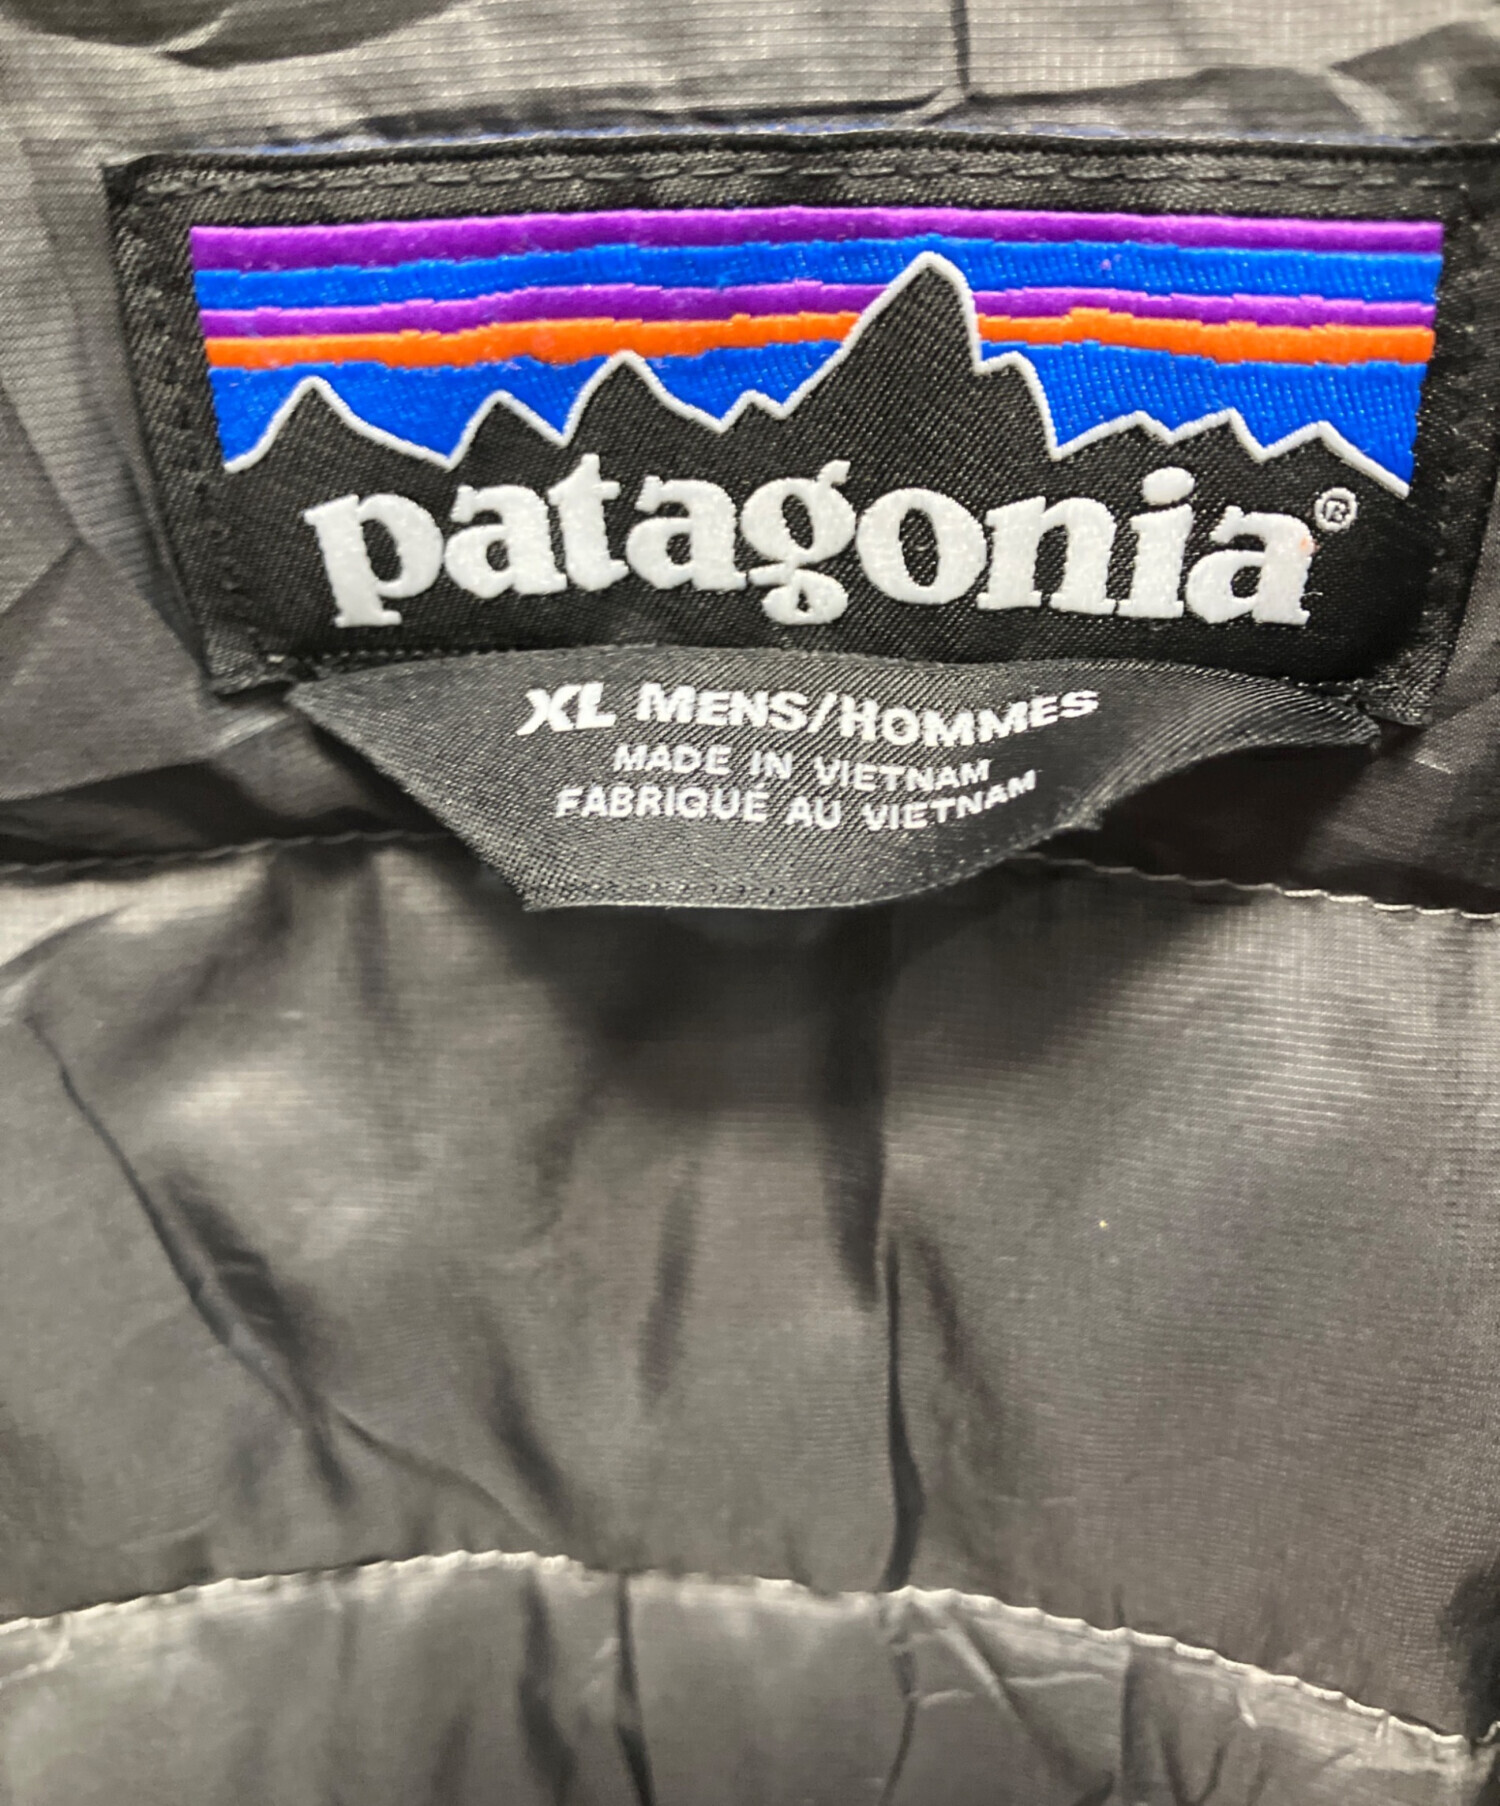 patagonia®
XL MENS/HOMMES
MADE IN VIETNAM
FABRIQUÉ AU VIETNAM